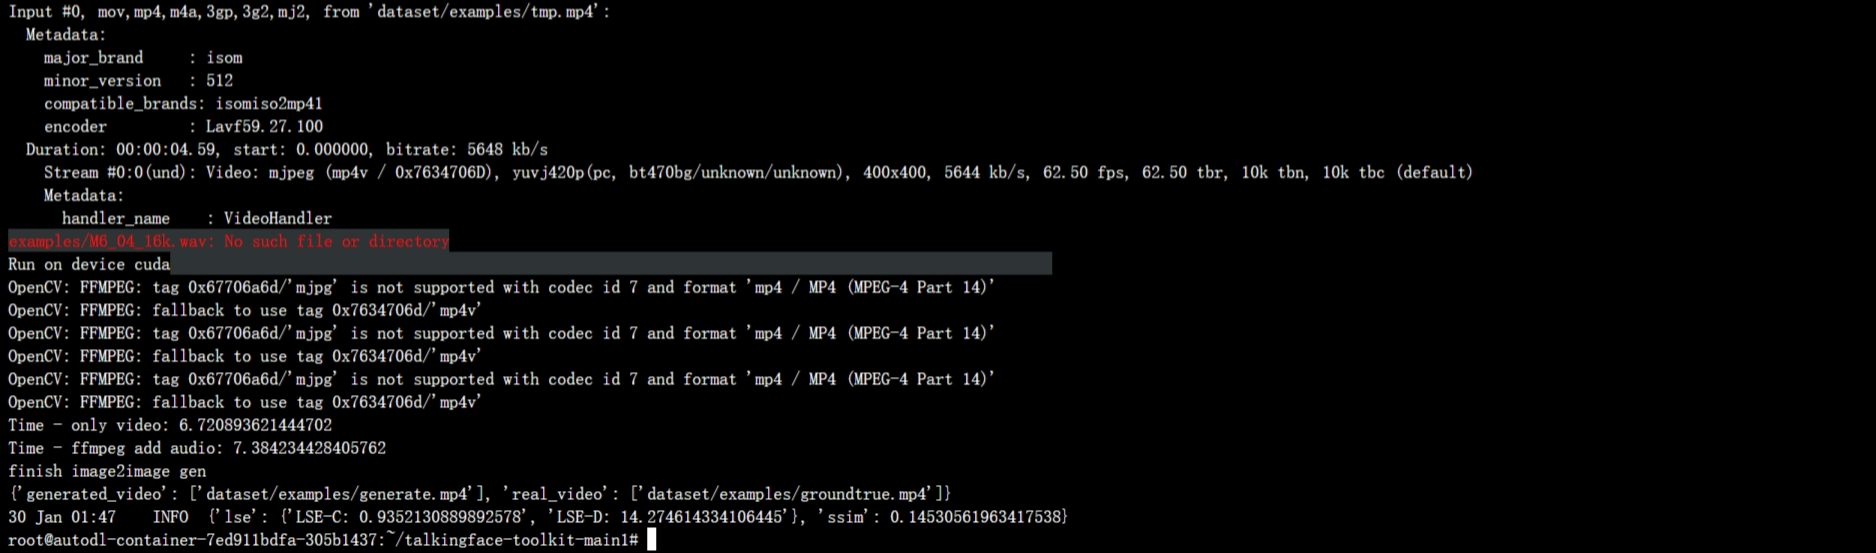 Input #0, mov,mp4,m4a,3gp,3g2,mj2, from 'dataset/examples/tmp.mp4':
  Metadata:
    major_brand     : isom
    minor_version   : 512
    compatible_brands: isomiso2mp41
    encoder         : Lavf59.27.100
  Duration: 00:00:04.59, start: 0.000000, bitrate: 5648 kb/s
    Stream #0:0(und): Video: mjpeg (mp4v / 0x7634706D), yuvj420p(pc, bt470bg/unknown/unknown), 400x400, 5644 kb/s, 62.50 fps, 62.50 tbr, 10k tbn, 10k tbc (default)
    Metadata:
      handler_name    : VideoHandler
examples/M6_04_16k.wav: No such file or directory
Run on device cuda
OpenCV: FFMPEG: tag 0x67706a6d/'mjpg' is not supported with codec id 7 and format 'mp4 / MP4 (MPEG-4 Part 14)'
OpenCV: FFMPEG: fallback to use tag 0x7634706d/'mp4v'
OpenCV: FFMPEG: tag 0x67706a6d/'mjpg' is not supported with codec id 7 and format 'mp4 / MP4 (MPEG-4 Part 14)'
OpenCV: FFMPEG: fallback to use tag 0x7634706d/'mp4v'
OpenCV: FFMPEG: tag 0x67706a6d/'mjpg' is not supported with codec id 7 and format 'mp4 / MP4 (MPEG-4 Part 14)'
OpenCV: FFMPEG: fallback to use tag 0x7634706d/'mp4v'
Time - only video: 6.720893621444702
Time - ffmpeg add audio: 7.384234428405762
finish image2image gen
{'generated_video': ['dataset/examples/generate.mp4'], 'real_video': ['dataset/examples/groundtrue.mp4']}
30 Jan 01:47    INFO  {'lse': {'LSE-C: 0.9352130889892578', 'LSE-D: 14.274614334106445'}, 'ssim': 0.14530561963417538}
root@autodl-container-7ed911bdfa-305b1437:~/talkingface-toolkit-main1#